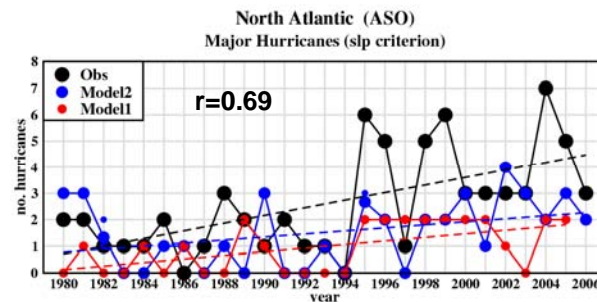 North Atlantic (ASO)
Major Hurricanes (slp criterion)
8
7
6
5
4
3
2
1
0
no. hurricanes
Obs
Model2
Model1
r=0.69
1980 1982 1984 1986 1988 1990 1992 1994 1996 1998 2000 2002 2004 2006
year